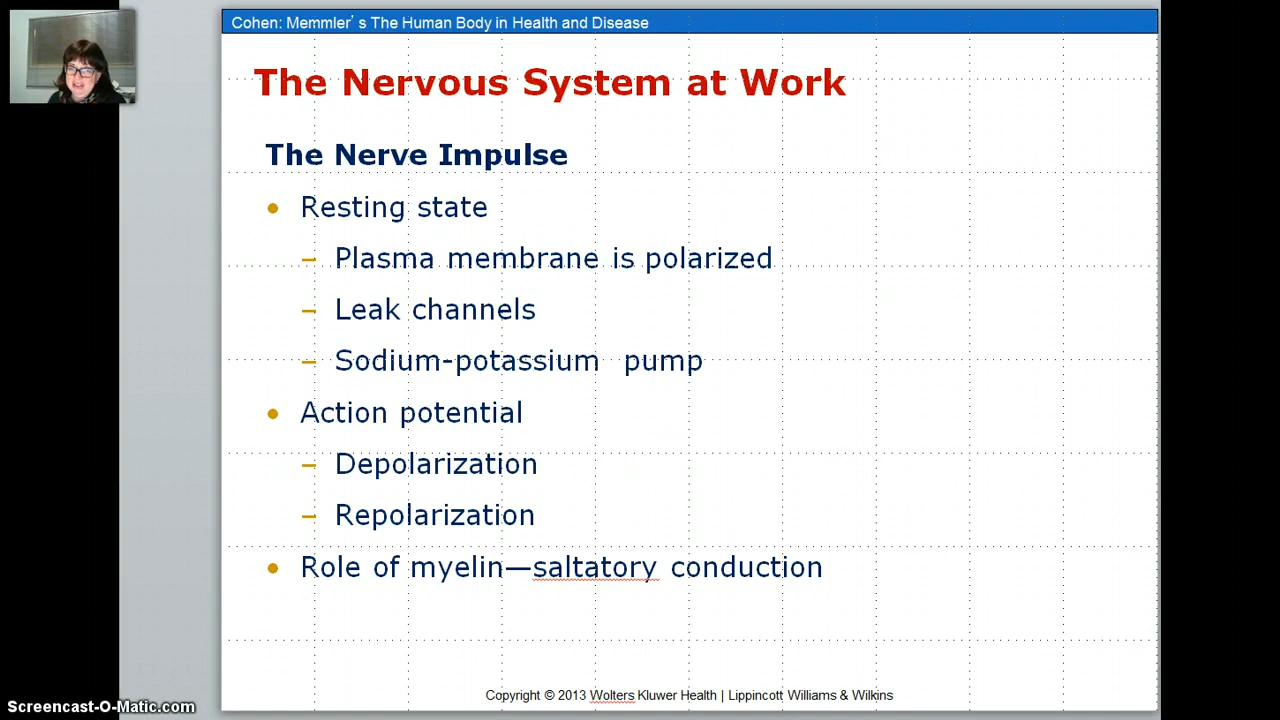 Cohen: Memmler's The Human Body in Health and Disease
The Nervous System at Work
The Nerve Impulse
• Resting state
– Plasma membrane is polarized
– Leak channels
– Sodium-potassium pump
• Action potential
– Depolarization
– Repolarization
• Role of myelin—saltatory conduction
Copyright © 2013 Wolters Kluwer Health | Lippincott Williams & Wilkins
Screencast-O-Matic.com